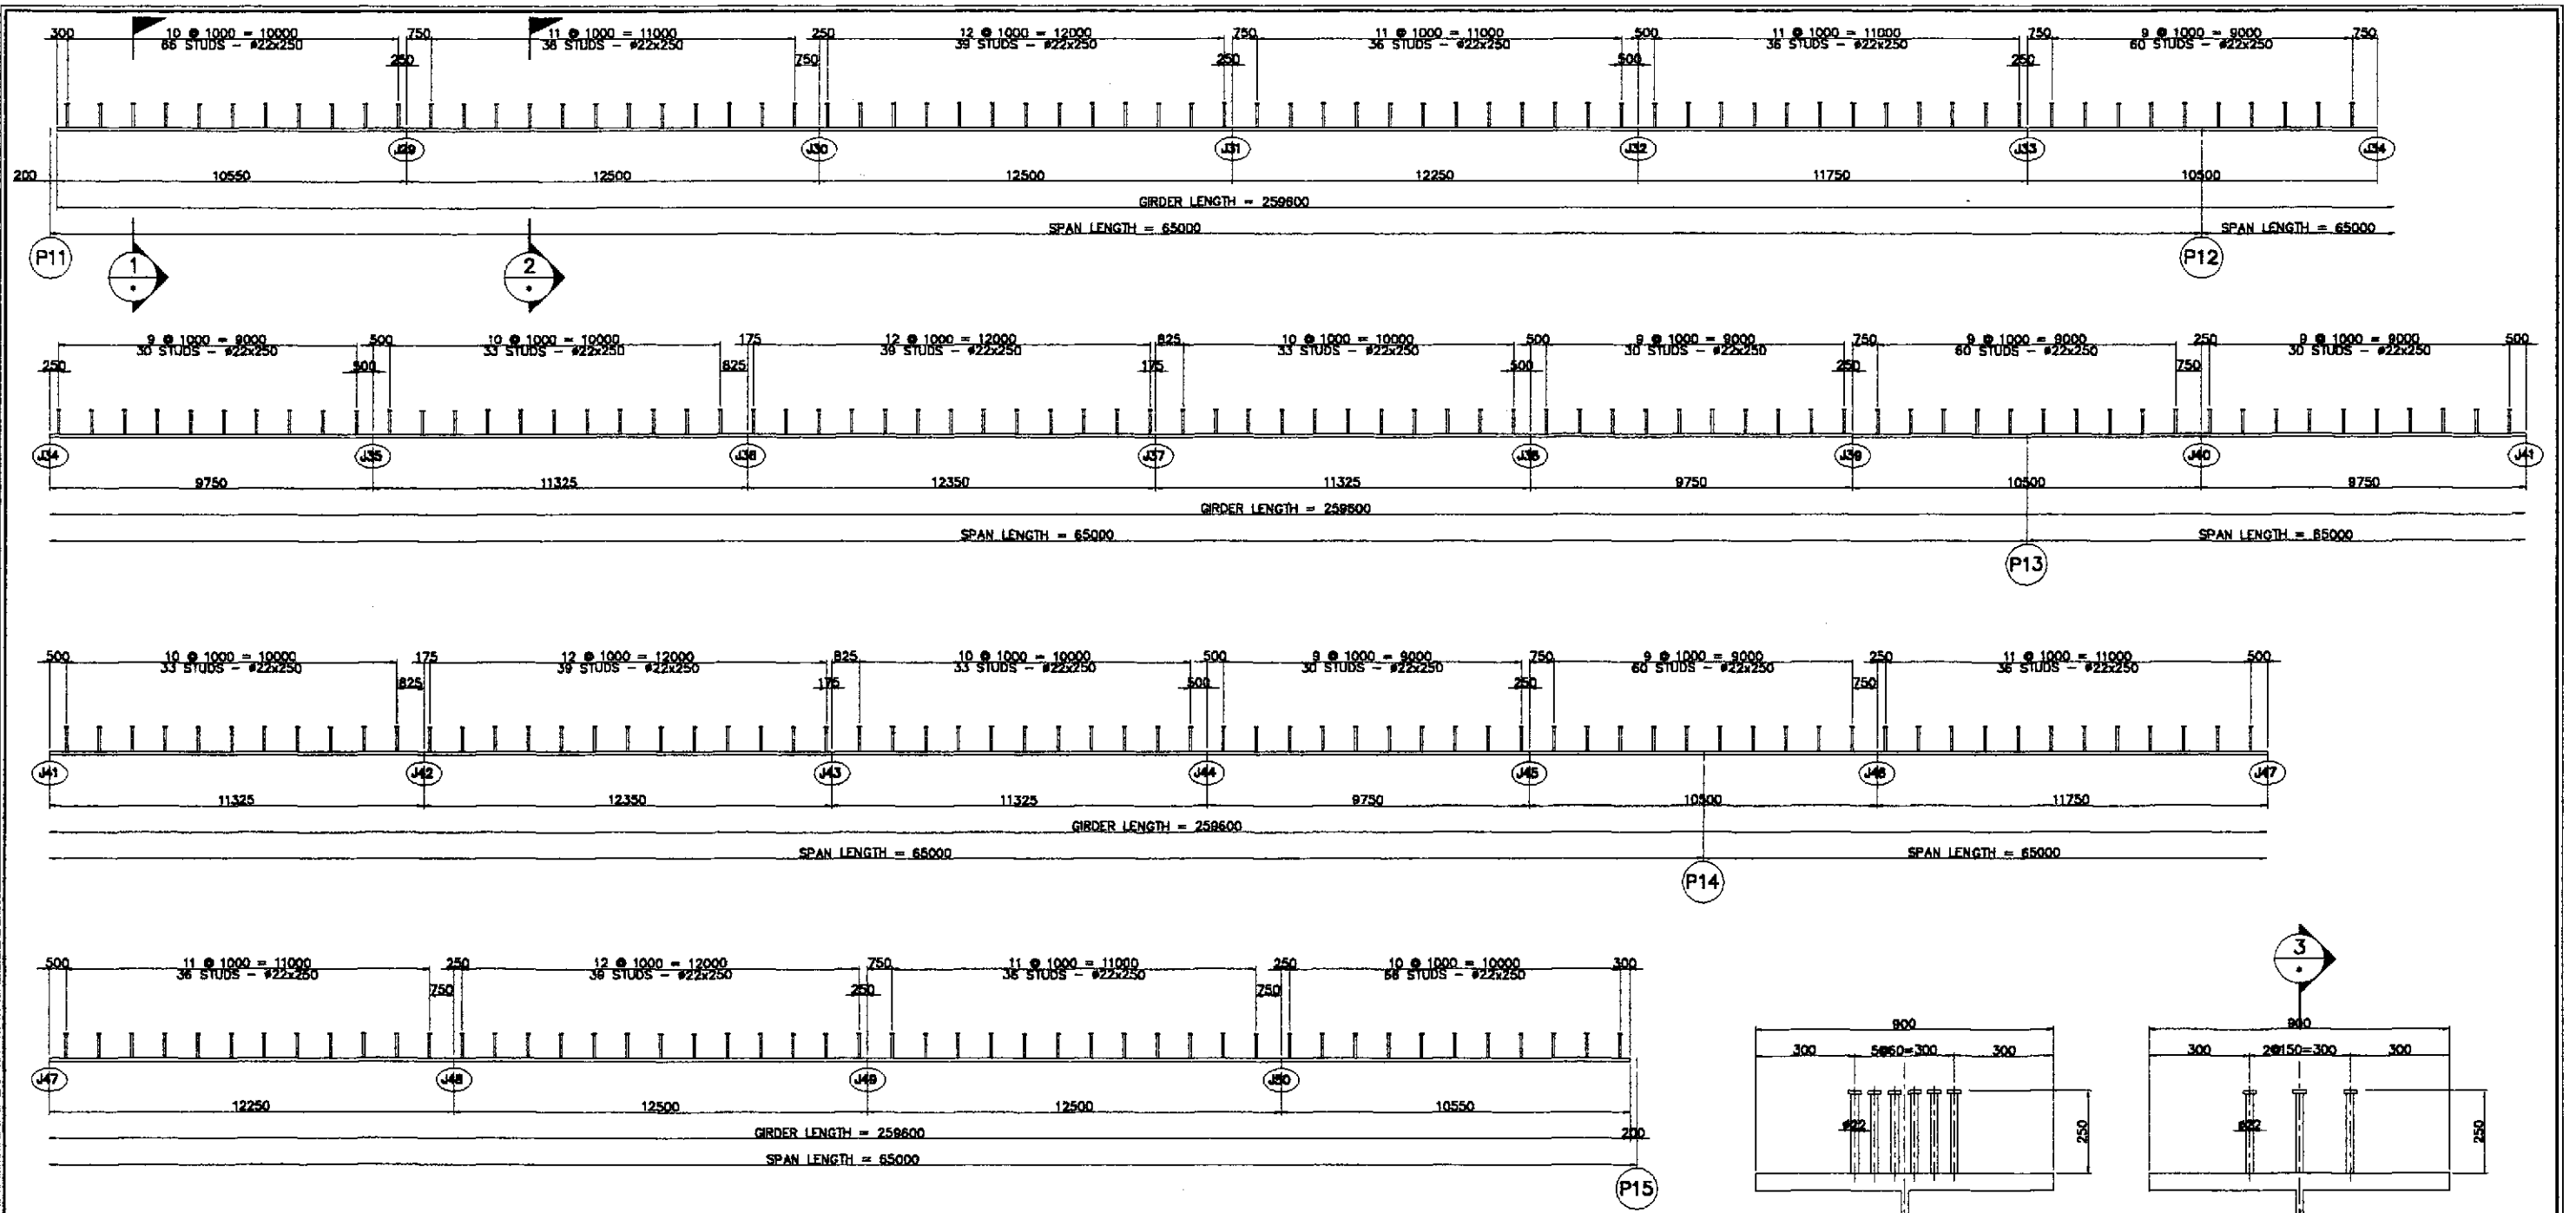 300 10 @ 1000 = 10000 750 11 @ 1000 = 11000 250 12 @ 1000 = 12000 750 11 @ 1000 = 11000 500 11 @ 1000 = 11000 750 9 @ 1000 = 9000 750
66 STUDS - ø22x250 36 STUDS - ø22x250 39 STUDS - ø22x250 36 STUDS - ø22x250 36 STUDS - ø22x250 60 STUDS - ø22x250
250 750 250 500 250
J29 J30 J31 J32 J33 J34
200 10550 12500 12500 12250 11750 10500
GIRDER LENGTH = 259600
SPAN LENGTH = 65000 SPAN LENGTH = 65000
P11 1 * 2 * P12
9 @ 1000 = 9000 500 10 @ 1000 = 10000 175 12 @ 1000 = 12000 825 10 @ 1000 = 10000 500 9 @ 1000 = 9000 750 9 @ 1000 = 9000 250 9 @ 1000 = 9000 500
30 STUDS - ø22x250 33 STUDS - ø22x250 39 STUDS - ø22x250 33 STUDS - ø22x250 30 STUDS - ø22x250 60 STUDS - ø22x250 30 STUDS - ø22x250
250 500 825 175 500 250 750
J34 J35 J36 J37 J38 J39 J40 J41
9750 11325 12350 11325 9750 10500 9750
GIRDER LENGTH = 259600
SPAN LENGTH = 65000 SPAN LENGTH = 65000
P13
500 10 @ 1000 = 10000 175 12 @ 1000 = 12000 825 10 @ 1000 = 10000 500 9 @ 1000 = 9000 750 9 @ 1000 = 9000 250 11 @ 1000 = 11000 500
33 STUDS - ø22x250 39 STUDS - ø22x250 33 STUDS - ø22x250 30 STUDS - ø22x250 60 STUDS - ø22x250 36 STUDS - ø22x250
825 175 500 250 750
J41 J42 J43 J44 J45 J46 J47
11325 12350 11325 9750 10500 11750
GIRDER LENGTH = 259600
SPAN LENGTH = 65000 SPAN LENGTH = 65000
P14
500 11 @ 1000 = 11000 250 12 @ 1000 = 12000 750 11 @ 1000 = 11000 250 10 @ 1000 = 10000 300
36 STUDS - ø22x250 39 STUDS - ø22x250 36 STUDS - ø22x250 66 STUDS - ø22x250
750 250 750
J47 J48 J49 J50
12250 12500 12500 10550
GIRDER LENGTH = 259600 200
SPAN LENGTH = 65000
P15
3 *
900 900
300 5@60=300 300 300 2@150=300 300
ø22 250 ø22 250